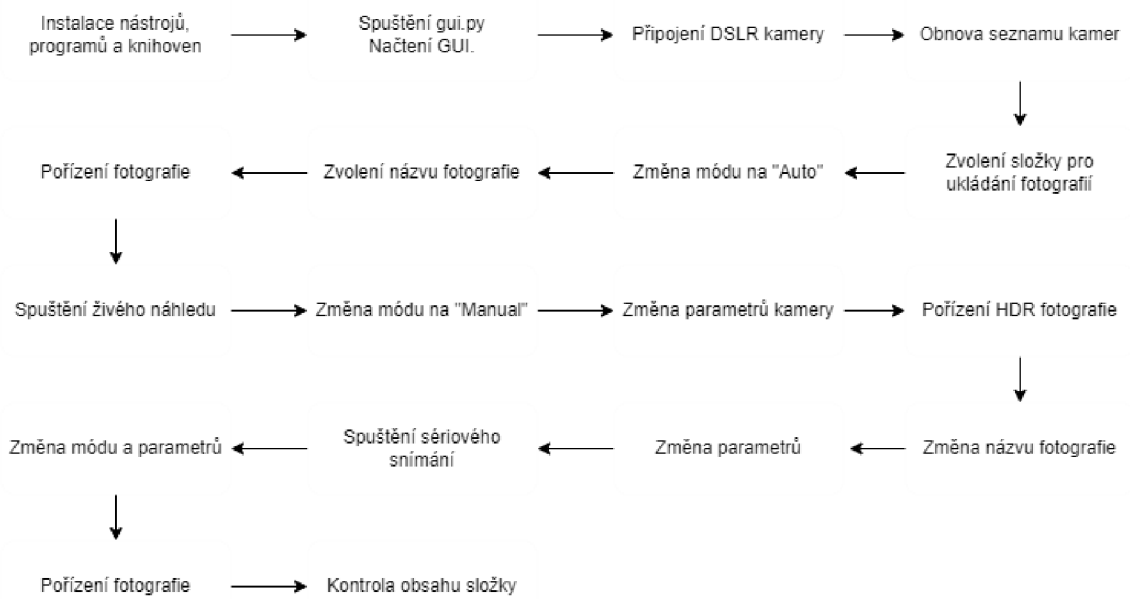 Instalace nástrojů,
programů a knihoven
Spuštění gui.py
Načtení GUI.
Připojení DSLR kamery
Obnova seznamu kamer
Zvolení složky pro
ukládání fotografií
Změna módu na "Auto"
Zvolení názvu fotografie
Pořízení fotografie
Spuštění živého náhledu
Změna módu na "Manual"
Změna parametrů kamery
Pořízení HDR fotografie
Změna názvu fotografie
Změna parametrů
Spuštění sériového
snímání
Změna módu a parametrů
Pořízení fotografie
Kontrola obsahu složky